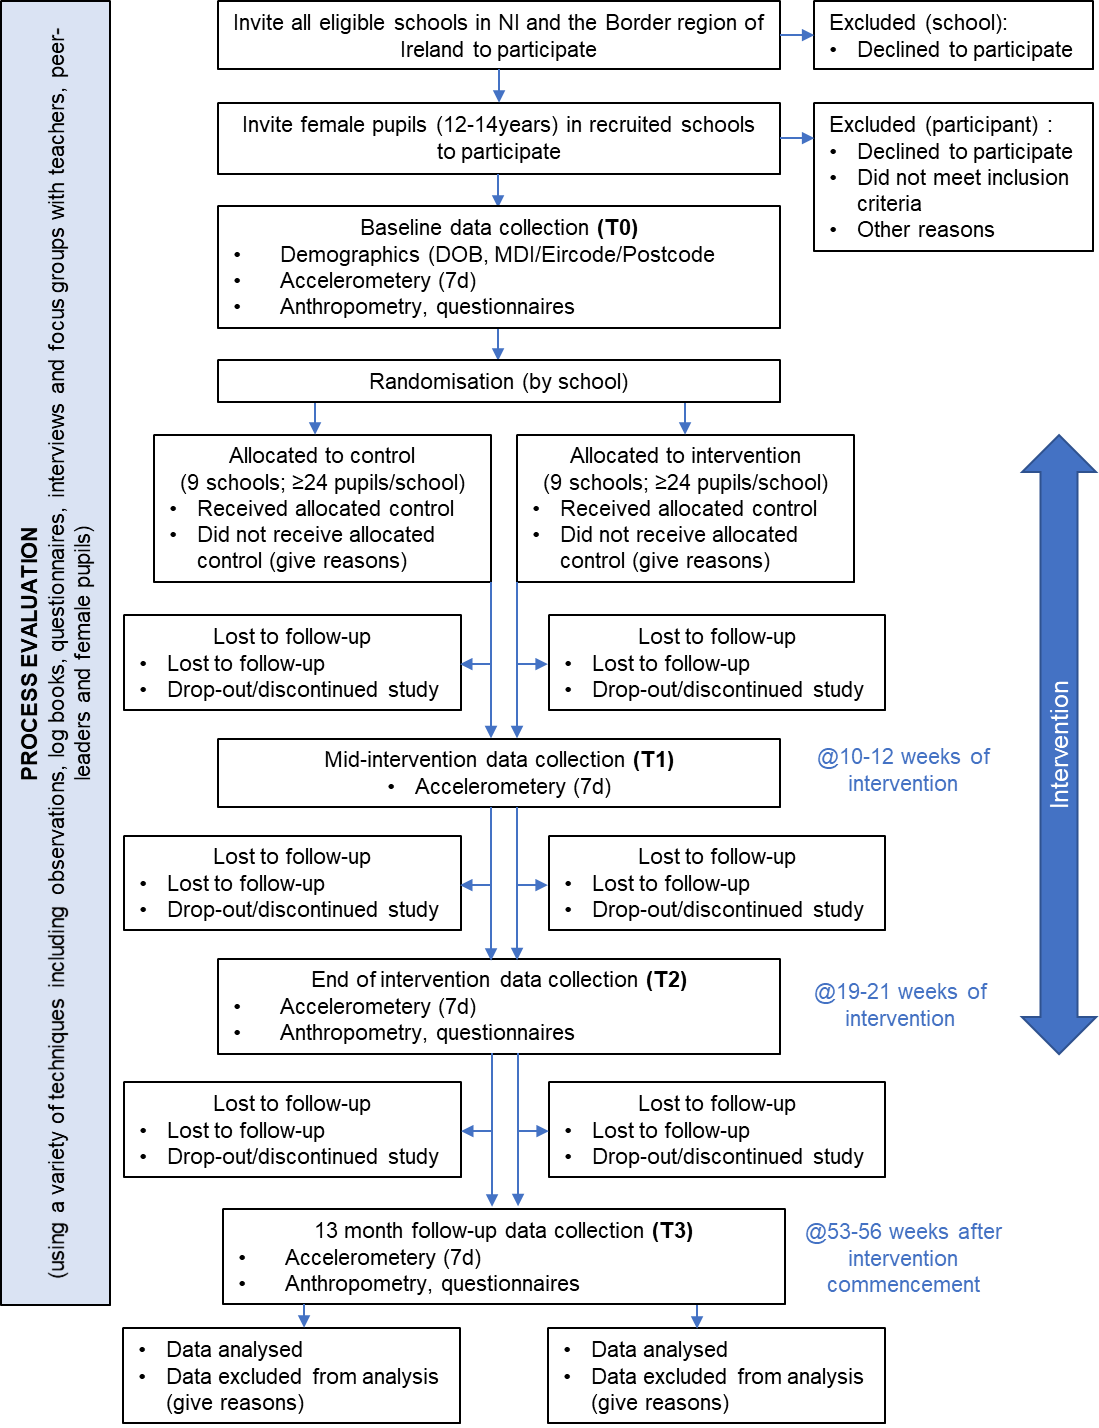 PROCESS EVALUATION
(using a variety of techniques including observations, log books, questionnaires, interviews and focus groups with teachers, peer-
leaders and female pupils)
Invite all eligible schools in NI and the Border region of
Ireland to participate
Excluded (school):
• Declined to participate
Invite female pupils (12-14years) in recruited schools
to participate
Excluded (participant) :
• Declined to participate
• Did not meet inclusion
criteria
• Other reasons
Baseline data collection (T0)
• Demographics (DOB, MDI/Eircode/Postcode
• Accelerometery (7d)
• Anthropometry, questionnaires
Randomisation (by school)
Allocated to control
(9 schools; ≥24 pupils/school)
• Received allocated control
• Did not receive allocated
control (give reasons)
Allocated to intervention
(9 schools; ≥24 pupils/school)
• Received allocated control
• Did not receive allocated
control (give reasons)
Intervention
Lost to follow-up
• Lost to follow-up
• Drop-out/discontinued study
Lost to follow-up
• Lost to follow-up
• Drop-out/discontinued study
Mid-intervention data collection (T1)
• Accelerometery (7d)
@10-12 weeks of
intervention
Lost to follow-up
• Lost to follow-up
• Drop-out/discontinued study
Lost to follow-up
• Lost to follow-up
• Drop-out/discontinued study
End of intervention data collection (T2)
• Accelerometery (7d)
• Anthropometry, questionnaires
@19-21 weeks of
intervention
Lost to follow-up
• Lost to follow-up
• Drop-out/discontinued study
Lost to follow-up
• Lost to follow-up
• Drop-out/discontinued study
13 month follow-up data collection (T3)
• Accelerometery (7d)
• Anthropometry, questionnaires
@53-56 weeks after
intervention
commencement
• Data analysed
• Data excluded from analysis
(give reasons)
• Data analysed
• Data excluded from analysis
(give reasons)